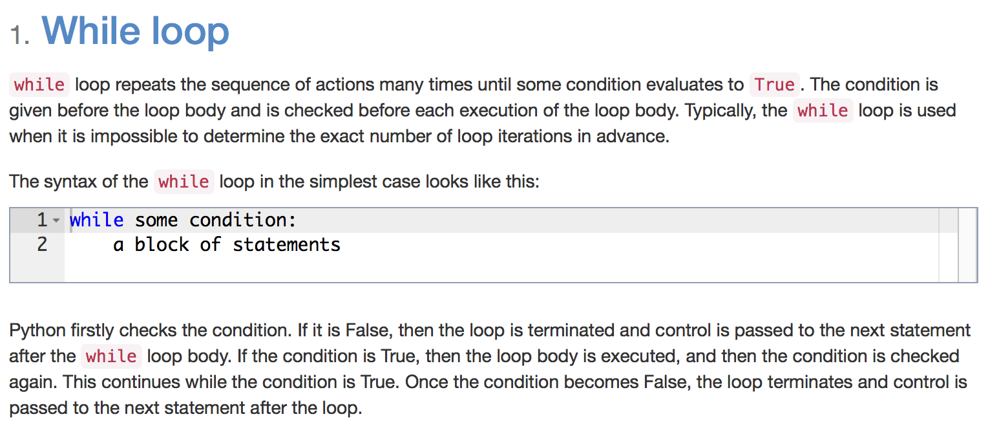 1. While loop
while loop repeats the sequence of actions many times until some condition evaluates to True. The condition is
given before the loop body and is checked before each execution of the loop body. Typically, the while loop is used
when it is impossible to determine the exact number of loop iterations in advance.
The syntax of the while loop in the simplest case looks like this:
1 while some condition:
2     a block of statements
Python firstly checks the condition. If it is False, then the loop is terminated and control is passed to the next statement
after the while loop body. If the condition is True, then the loop body is executed, and then the condition is checked
again. This continues while the condition is True. Once the condition becomes False, the loop terminates and control is
passed to the next statement after the loop.